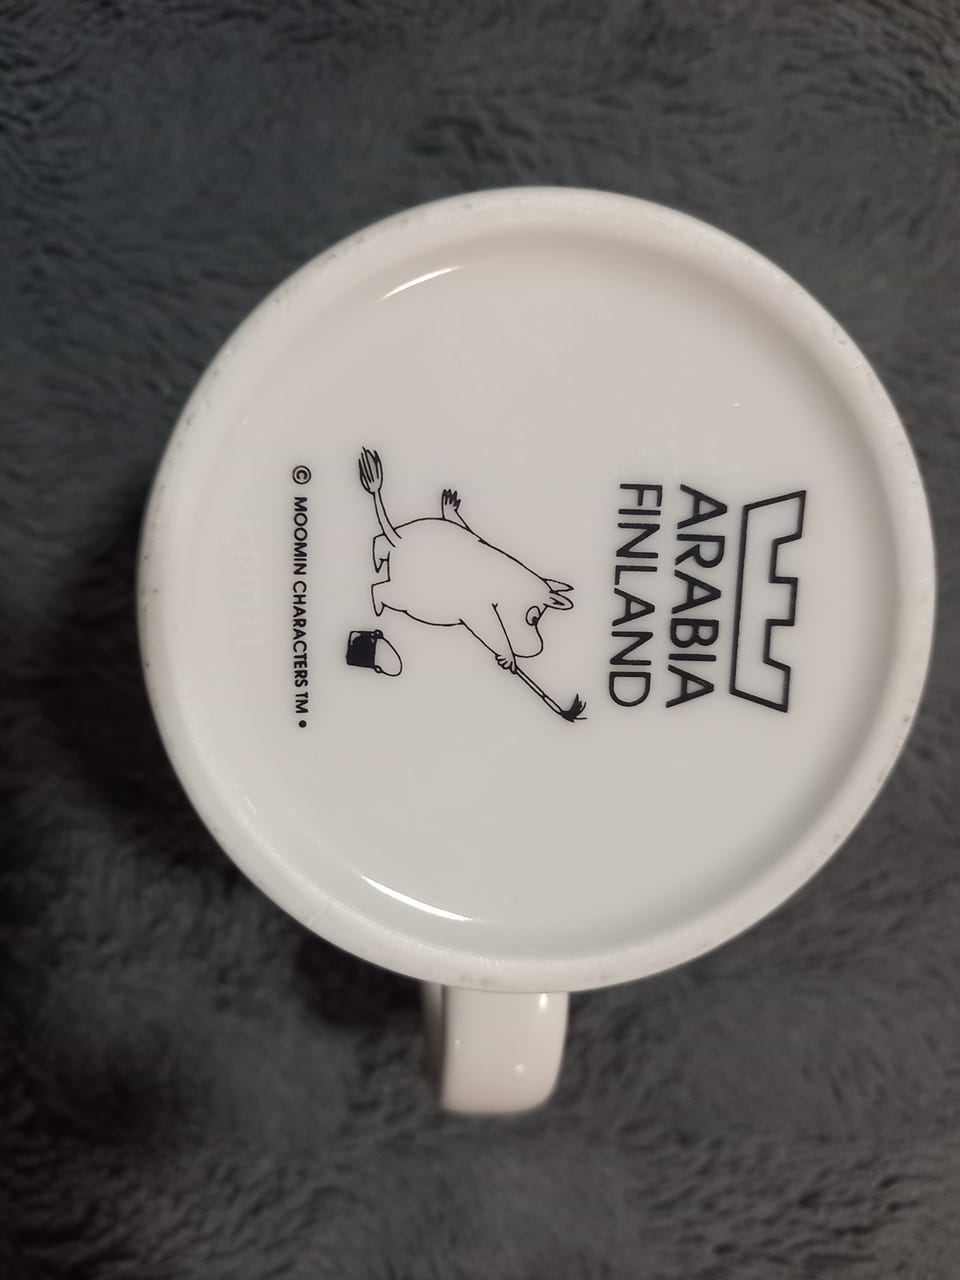 ARABIA
FINLAND
© MOOMIN CHARACTERS TM •